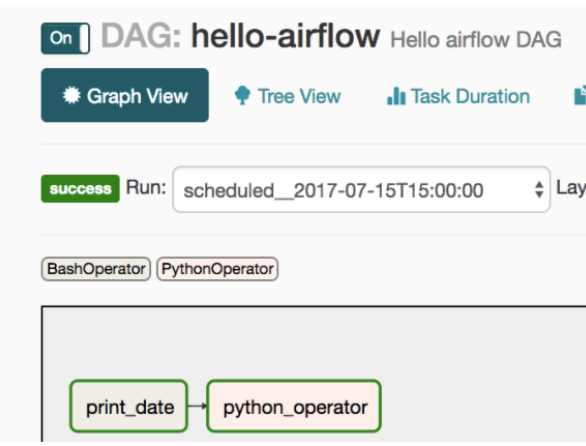 On DAG: hello-airflow Hello airflow DAG
Graph View Tree View Task Duration
success Run: scheduled__2017-07-15T15:00:00 Lay
BashOperator PythonOperator
print_date python_operator